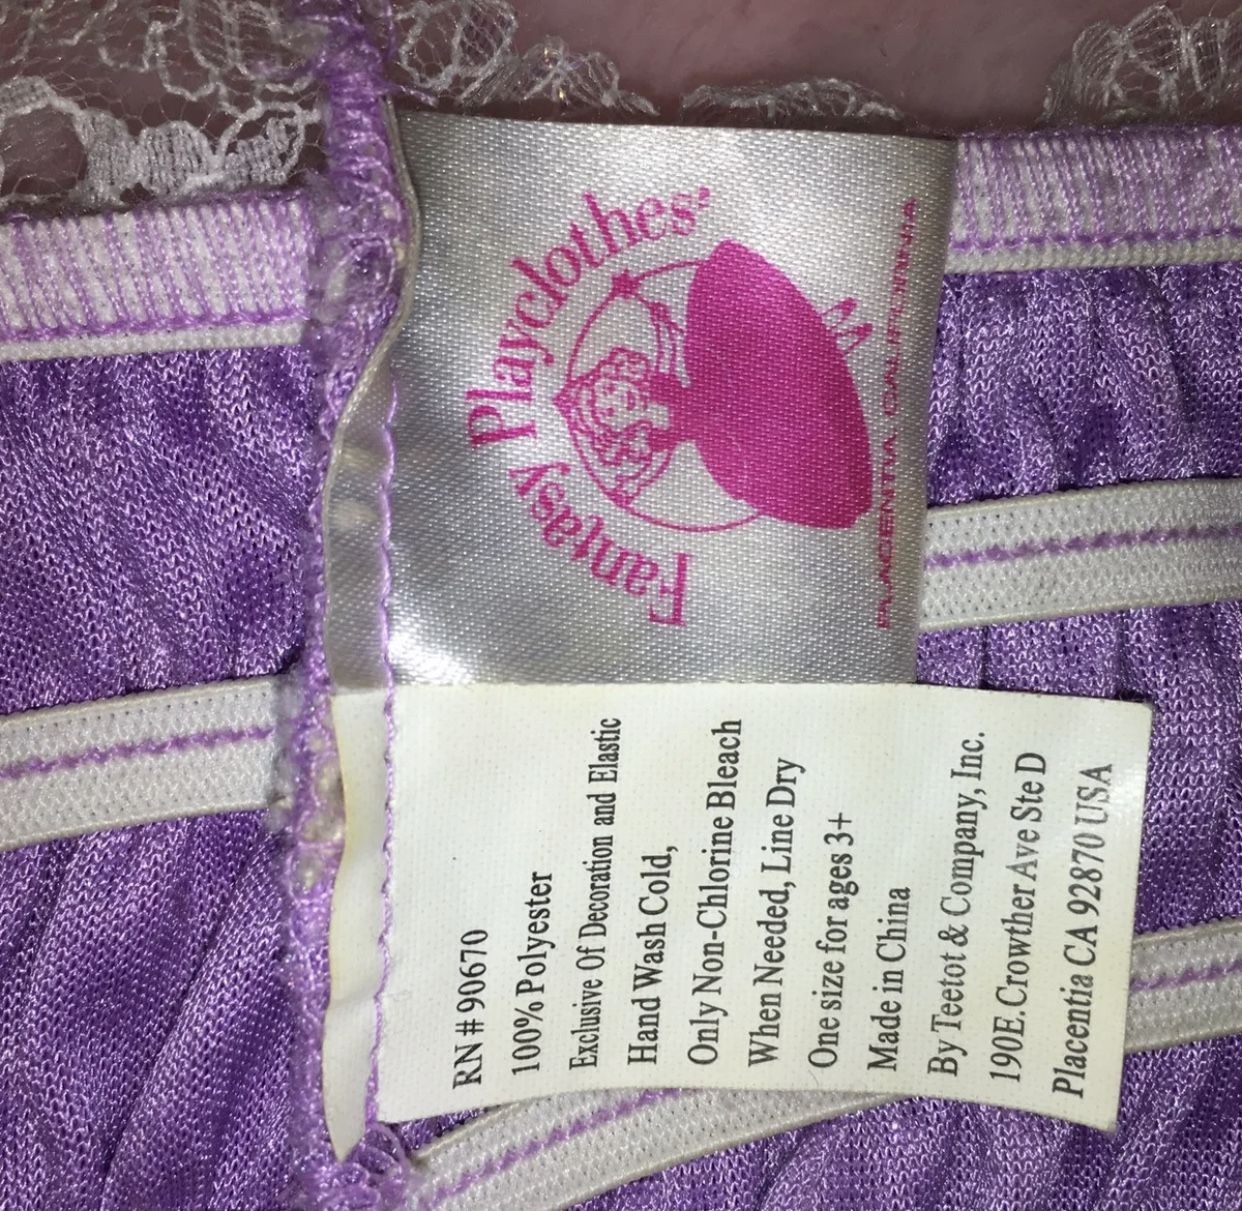 Fantasy Playclothes
PLACENTIA, CALIFORNIA
RN # 90670
100% Polyester
Exclusive Of Decoration and Elastic
Hand Wash Cold,
Only Non-Chlorine Bleach
When Needed, Line Dry
One size for ages 3+
Made in China
By Teetot & Company, Inc.
190E. Crowther Ave Ste D
Placentia CA 92870 USA